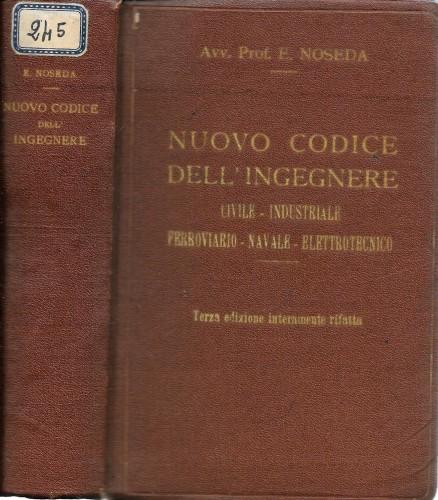 245
E. NOSEDA
NUOVO CODICE
DELL'
INGEGNERE
Avv. Prof. E. NOSEDA
NUOVO CODICE
DELL'INGEGNERE
CIVILE - INDUSTRIALE
FERROVIARIO - NAVALE - ELETTROTECNICO
Terza edizione interamente rifatta